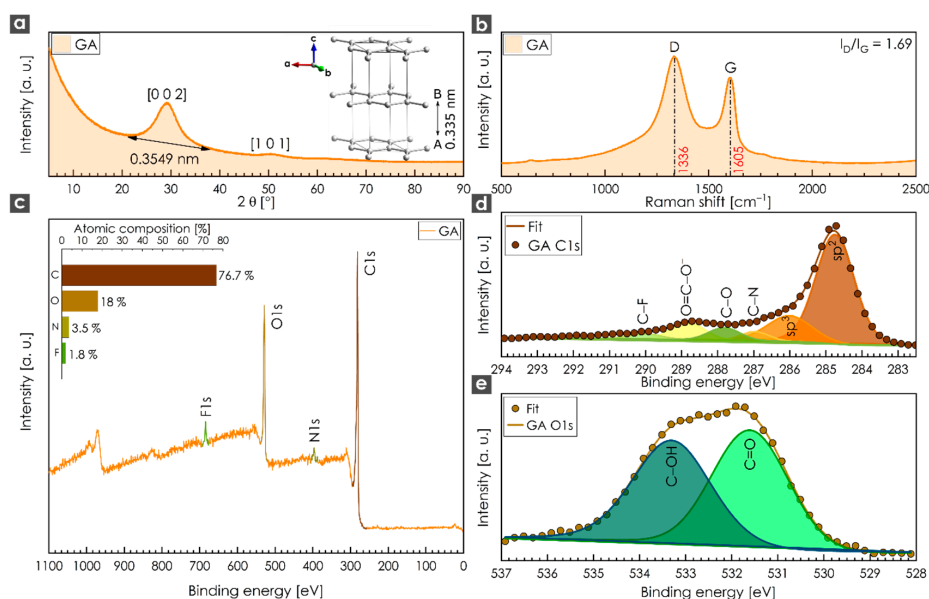 a
GA
[0 0 2]
0.3549 nm
[1 0 1]
c
a
b
B
A
0.335 nm
Intensity [a. u.]
5 10 20 30 40 50 60 70 80 90
2 θ [°]
b
GA
I_D/I_G = 1.69
D
G
1336
1605
Intensity [a. u.]
500 1000 1500 2000 2500
Raman shift [cm⁻¹]
c
GA
Atomic composition [%]
0 10 20 30 40 50 60 70 80
C 76.7 %
O 18 %
N 3.5 %
F 1.8 %
F1s
O1s
N1s
C1s
Intensity [a. u.]
1100 1000 900 800 700 600 500 400 300 200 100 0
Binding energy [eV]
d
Fit
GA C1s
C–F
O=C–O⁻
C–O
C–N
sp³
sp²
Intensity [a. u.]
294 293 292 291 290 289 288 287 286 285 284 283
Binding energy [eV]
e
Fit
GA O1s
C–OH
C=O
Intensity [a. u.]
537 536 535 534 533 532 531 530 529 528
Binding energy [eV]